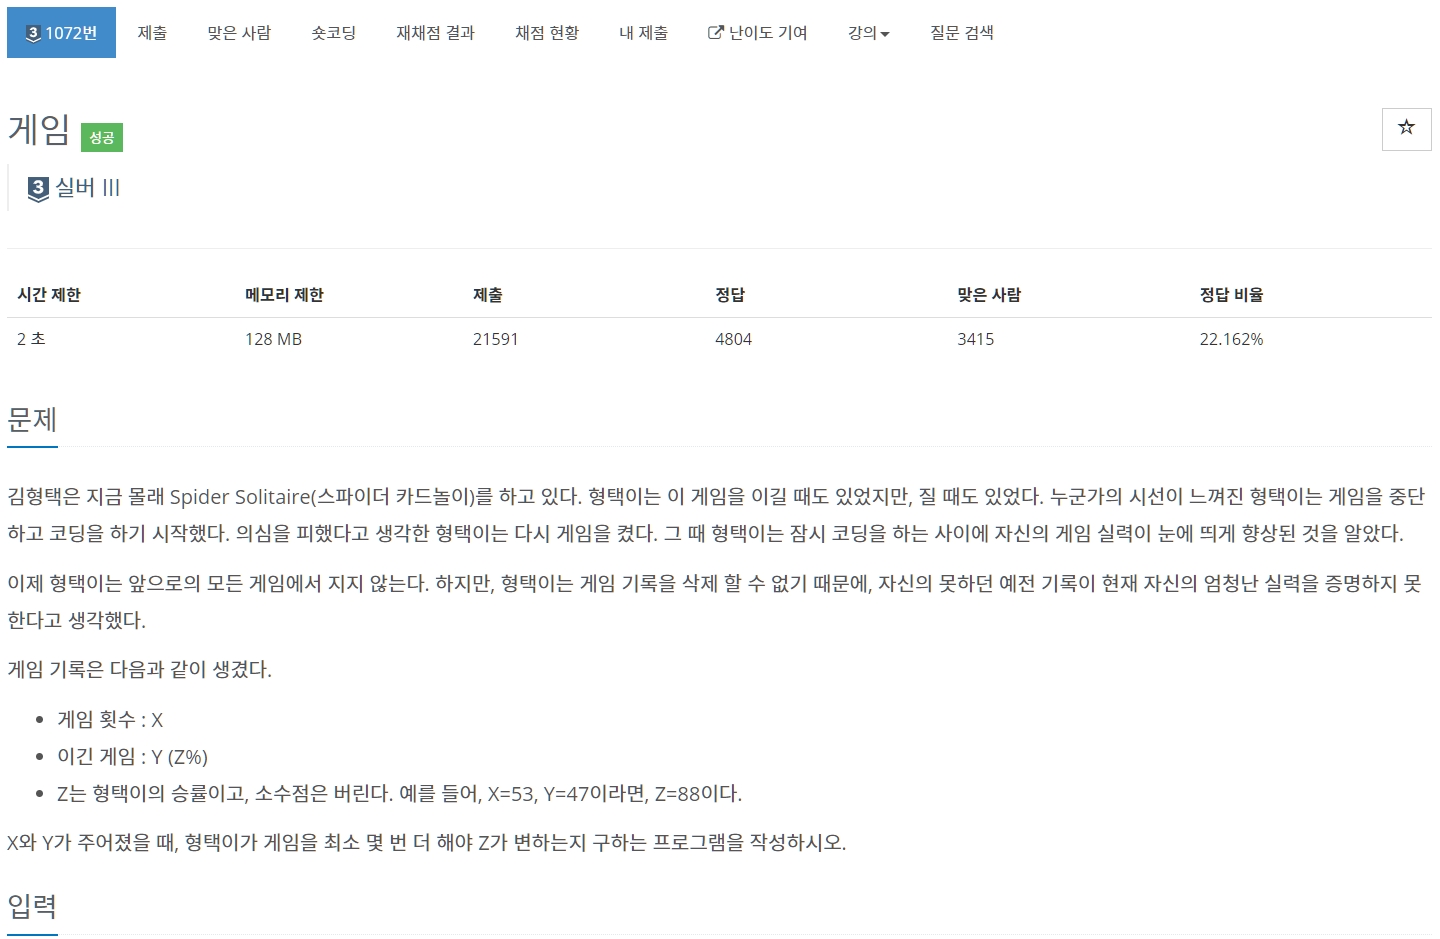 3 1072번 제출 맞은 사람 숏코딩 재채점 결과 채점 현황 내 제출 난이도 기여 강의 질문 검색
게임 성공
3 실버 III
시간 제한 메모리 제한 제출 정답 맞은 사람 정답 비율
2 초 128 MB 21591 4804 3415 22.162%
문제
김형택은 지금 몰래 Spider Solitaire(스파이더 카드놀이)를 하고 있다. 형택이는 이 게임을 이길 때도 있었지만, 질 때도 있었다. 누군가의 시선이 느껴진 형택이는 게임을 중단
하고 코딩을 하기 시작했다. 의심을 피했다고 생각한 형택이는 다시 게임을 켰다. 그 때 형택이는 잠시 코딩을 하는 사이에 자신의 게임 실력이 눈에 띄게 향상된 것을 알았다.
이제 형택이는 앞으로의 모든 게임에서 지지 않는다. 하지만, 형택이는 게임 기록을 삭제 할 수 없기 때문에, 자신의 못하던 예전 기록이 현재 자신의 엄청난 실력을 증명하지 못
한다고 생각했다.
게임 기록은 다음과 같이 생겼다.
• 게임 횟수 : X
• 이긴 게임 : Y (Z%)
• Z는 형택이의 승률이고, 소수점은 버린다. 예를 들어, X=53, Y=47이라면, Z=88이다.
X와 Y가 주어졌을 때, 형택이가 게임을 최소 몇 번 더 해야 Z가 변하는지 구하는 프로그램을 작성하시오.
입력